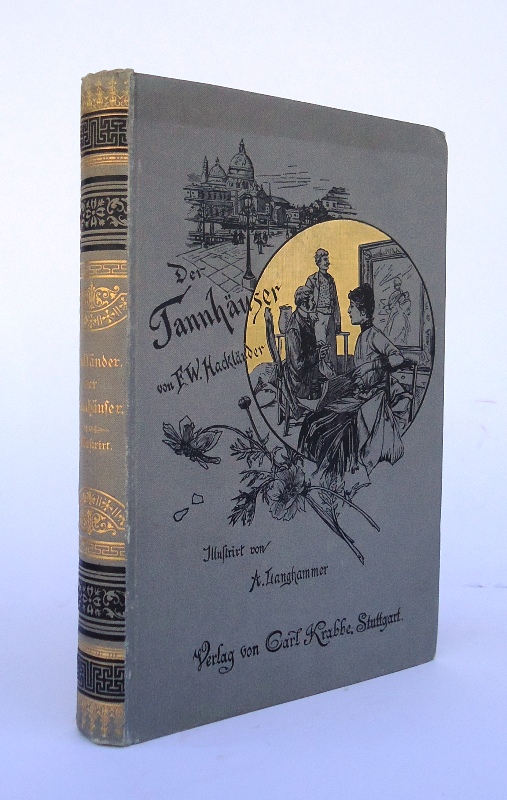 Der
Tannhäuser
von F. W. Hackländer
Illustrirt von
A. Langhammer
Verlag von Carl Krabbe, Stuttgart.